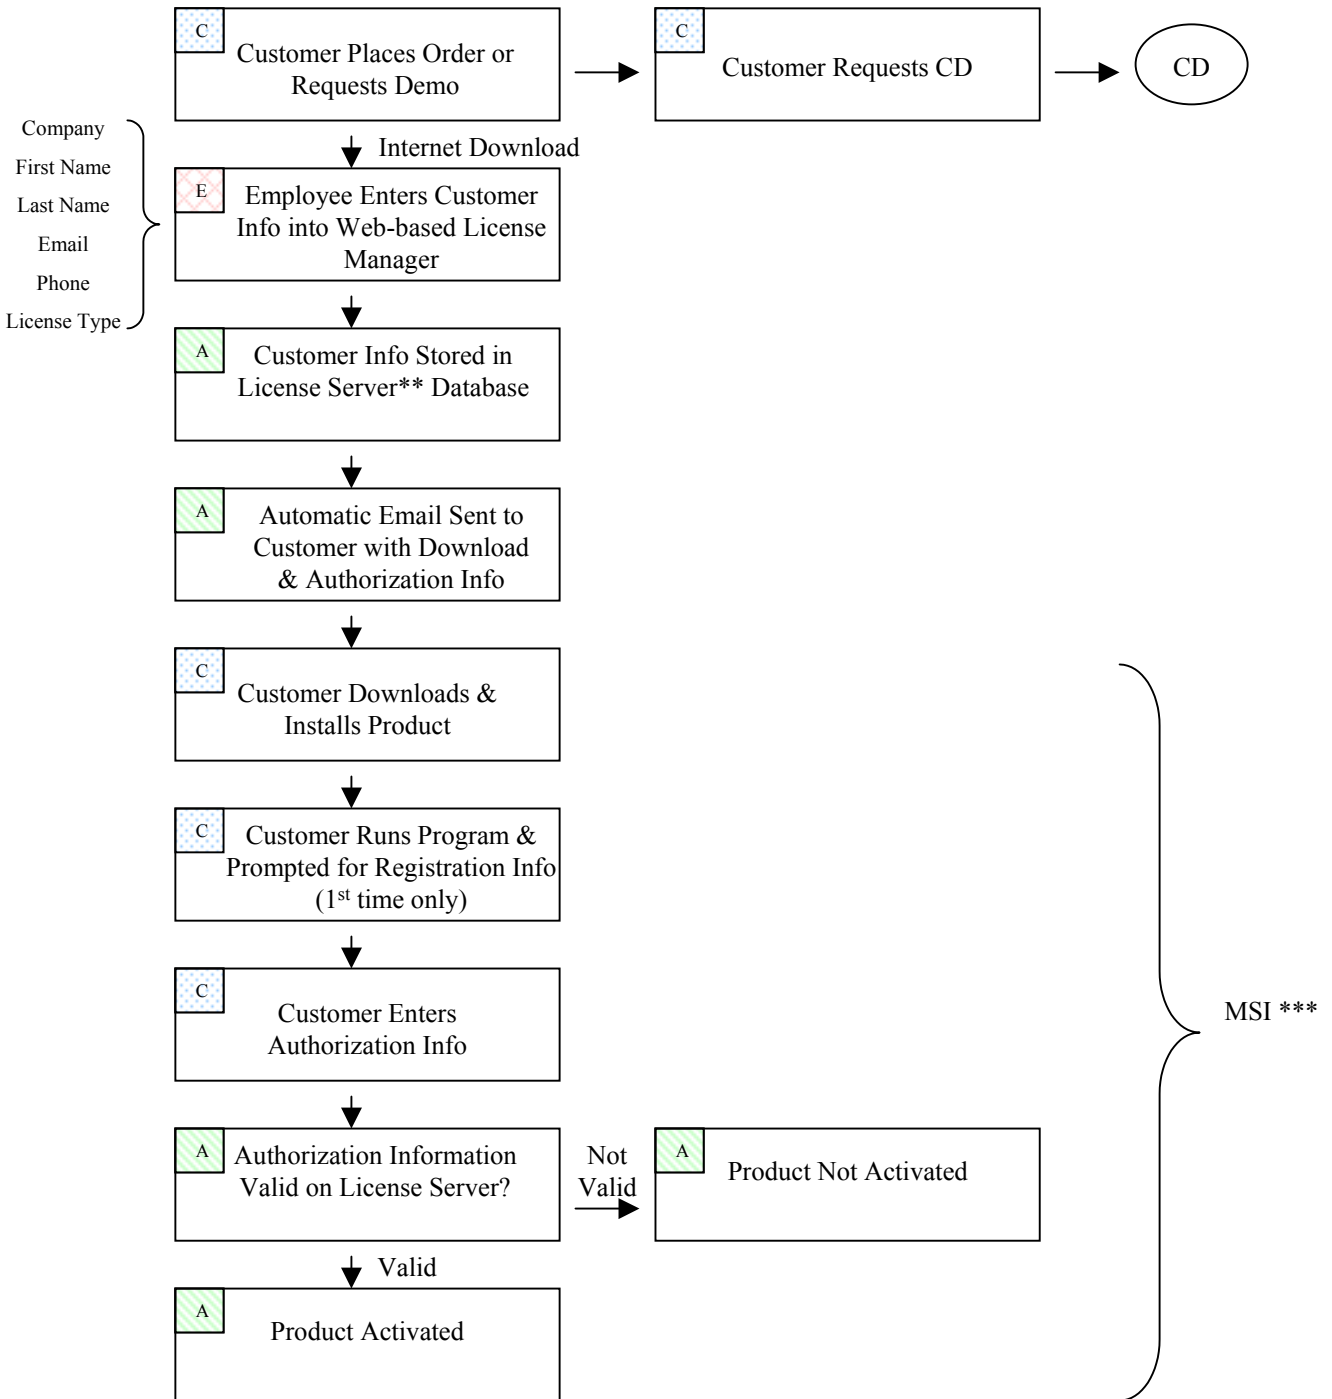 C
Customer Places Order or
Requests Demo
C
Customer Requests CD
CD
Internet Download
Company
First Name
Last Name
Email
Phone
License Type
E
Employee Enters Customer
Info into Web-based License
Manager
A
Customer Info Stored in
License Server** Database
A
Automatic Email Sent to
Customer with Download
& Authorization Info
C
Customer Downloads &
Installs Product
C
Customer Runs Program &
Prompted for Registration Info
(1st time only)
C
Customer Enters
Authorization Info
MSI ***
A
Authorization Information
Valid on License Server?
Not
Valid
A
Product Not Activated
Valid
A
Product Activated